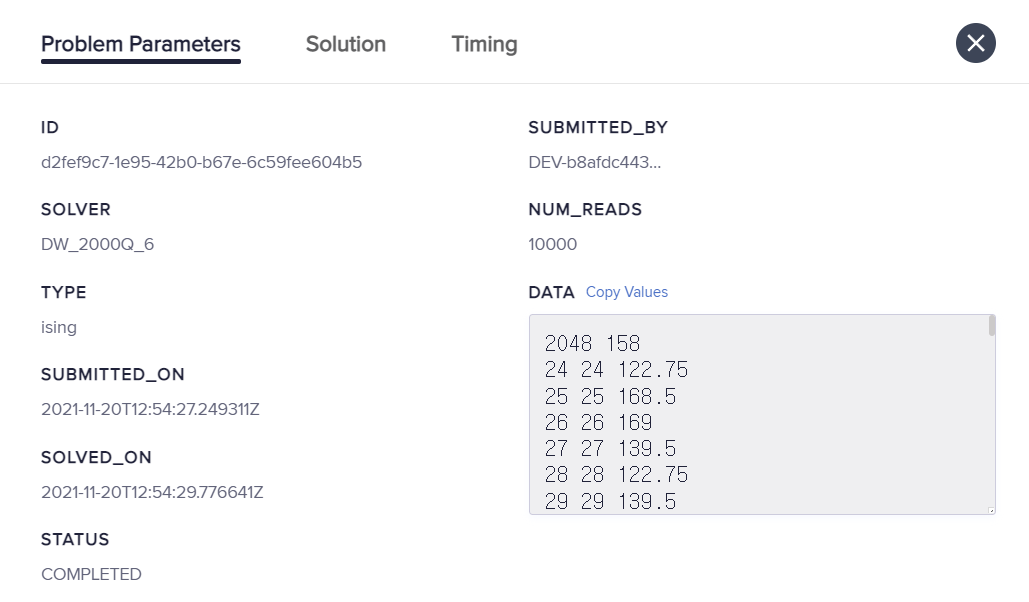 Problem Parameters
Solution
Timing
ID
d2fef9c7-1e95-42b0-b67e-6c59fee604b5
SOLVER
DW_2000Q_6
TYPE
ising
SUBMITTED_ON
2021-11-20T12:54:27.249311Z
SOLVED_ON
2021-11-20T12:54:29.776641Z
STATUS
COMPLETED
SUBMITTED_BY
DEV-b8afdc443...
NUM_READS
10000
DATA Copy Values
2048 158
24 24 122.75
25 25 168.5
26 26 169
27 27 139.5
28 28 122.75
29 29 139.5